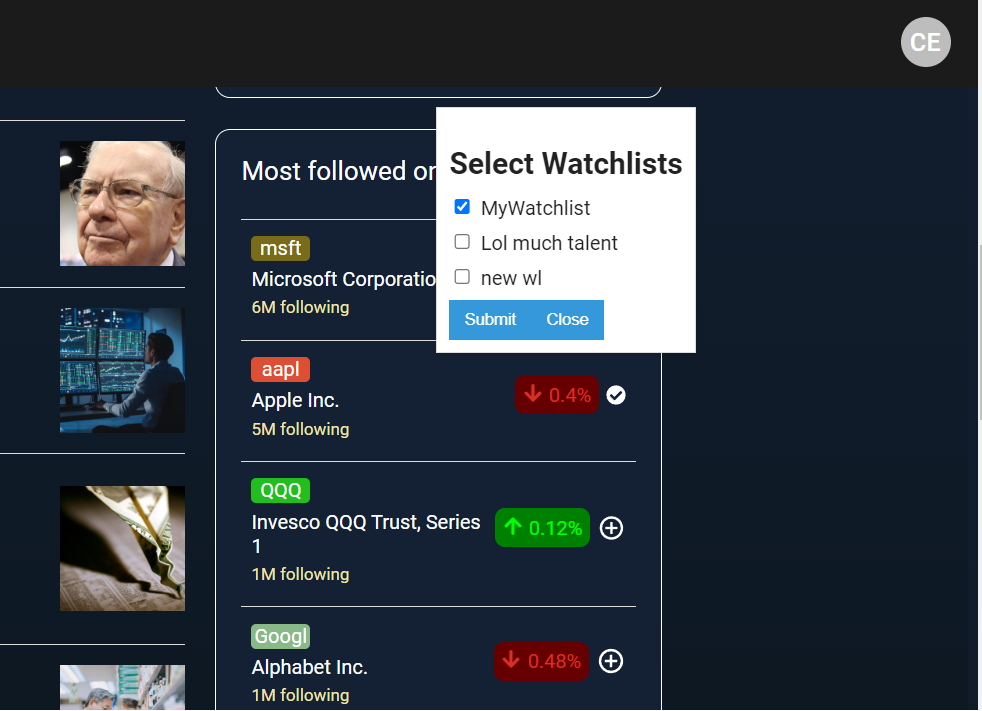 CE
Most followed or
Select Watchlists
MyWatchlist
Lol much talent
new wl
Submit Close
msft
Microsoft Corporatio
6M following
aapl
Apple Inc.
5M following
0.4%
QQQ
Invesco QQQ Trust, Series
1
1M following
0.12%
Googl
Alphabet Inc.
1M following
0.48%